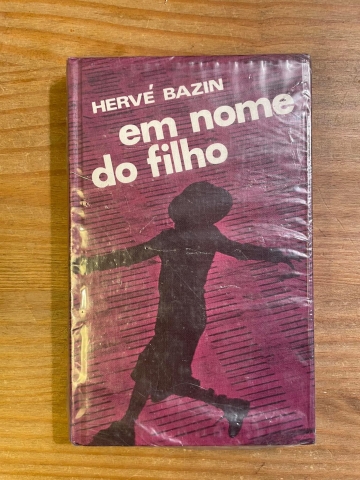 HERVÉ BAZIN
em nome
do filho